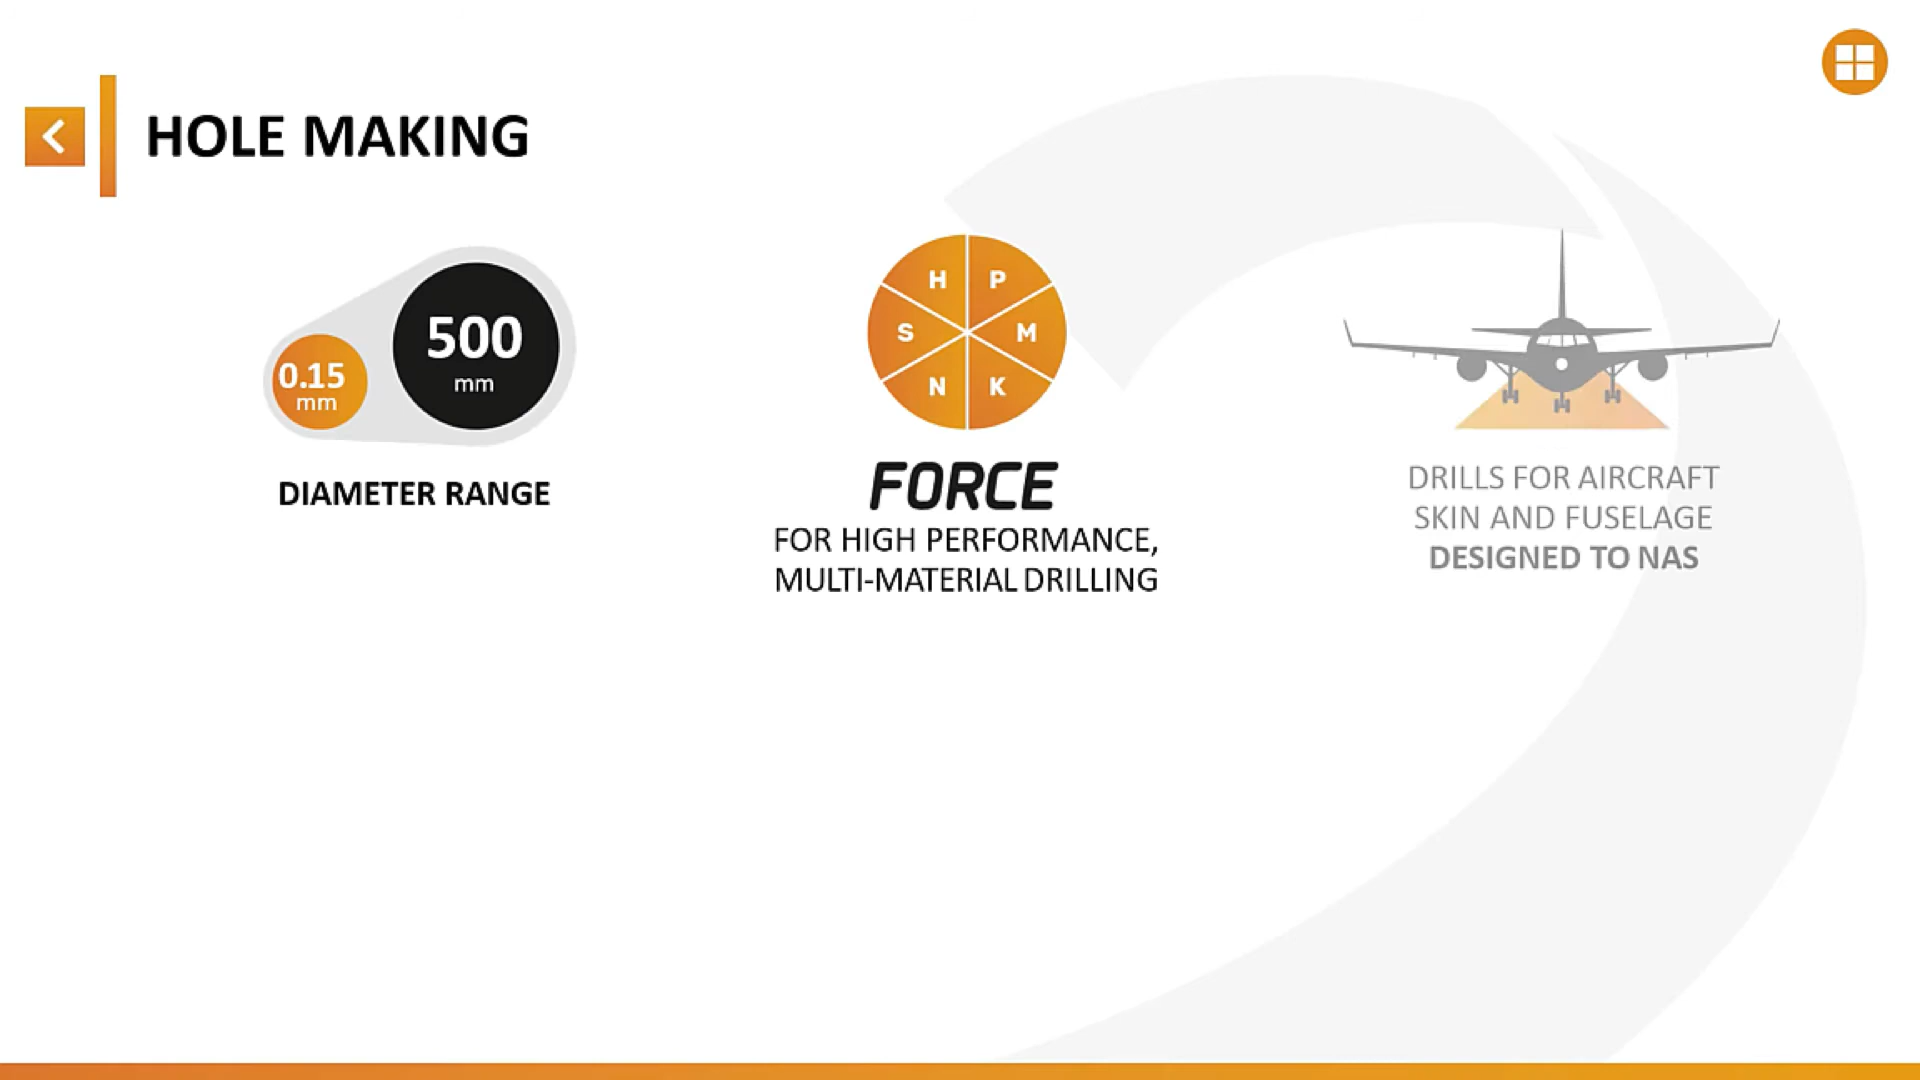 HOLE MAKING
0.15
mm
500
mm
DIAMETER RANGE
H P
S M
N K
FORCE
FOR HIGH PERFORMANCE,
MULTI-MATERIAL DRILLING
DRILLS FOR AIRCRAFT
SKIN AND FUSELAGE
DESIGNED TO NAS